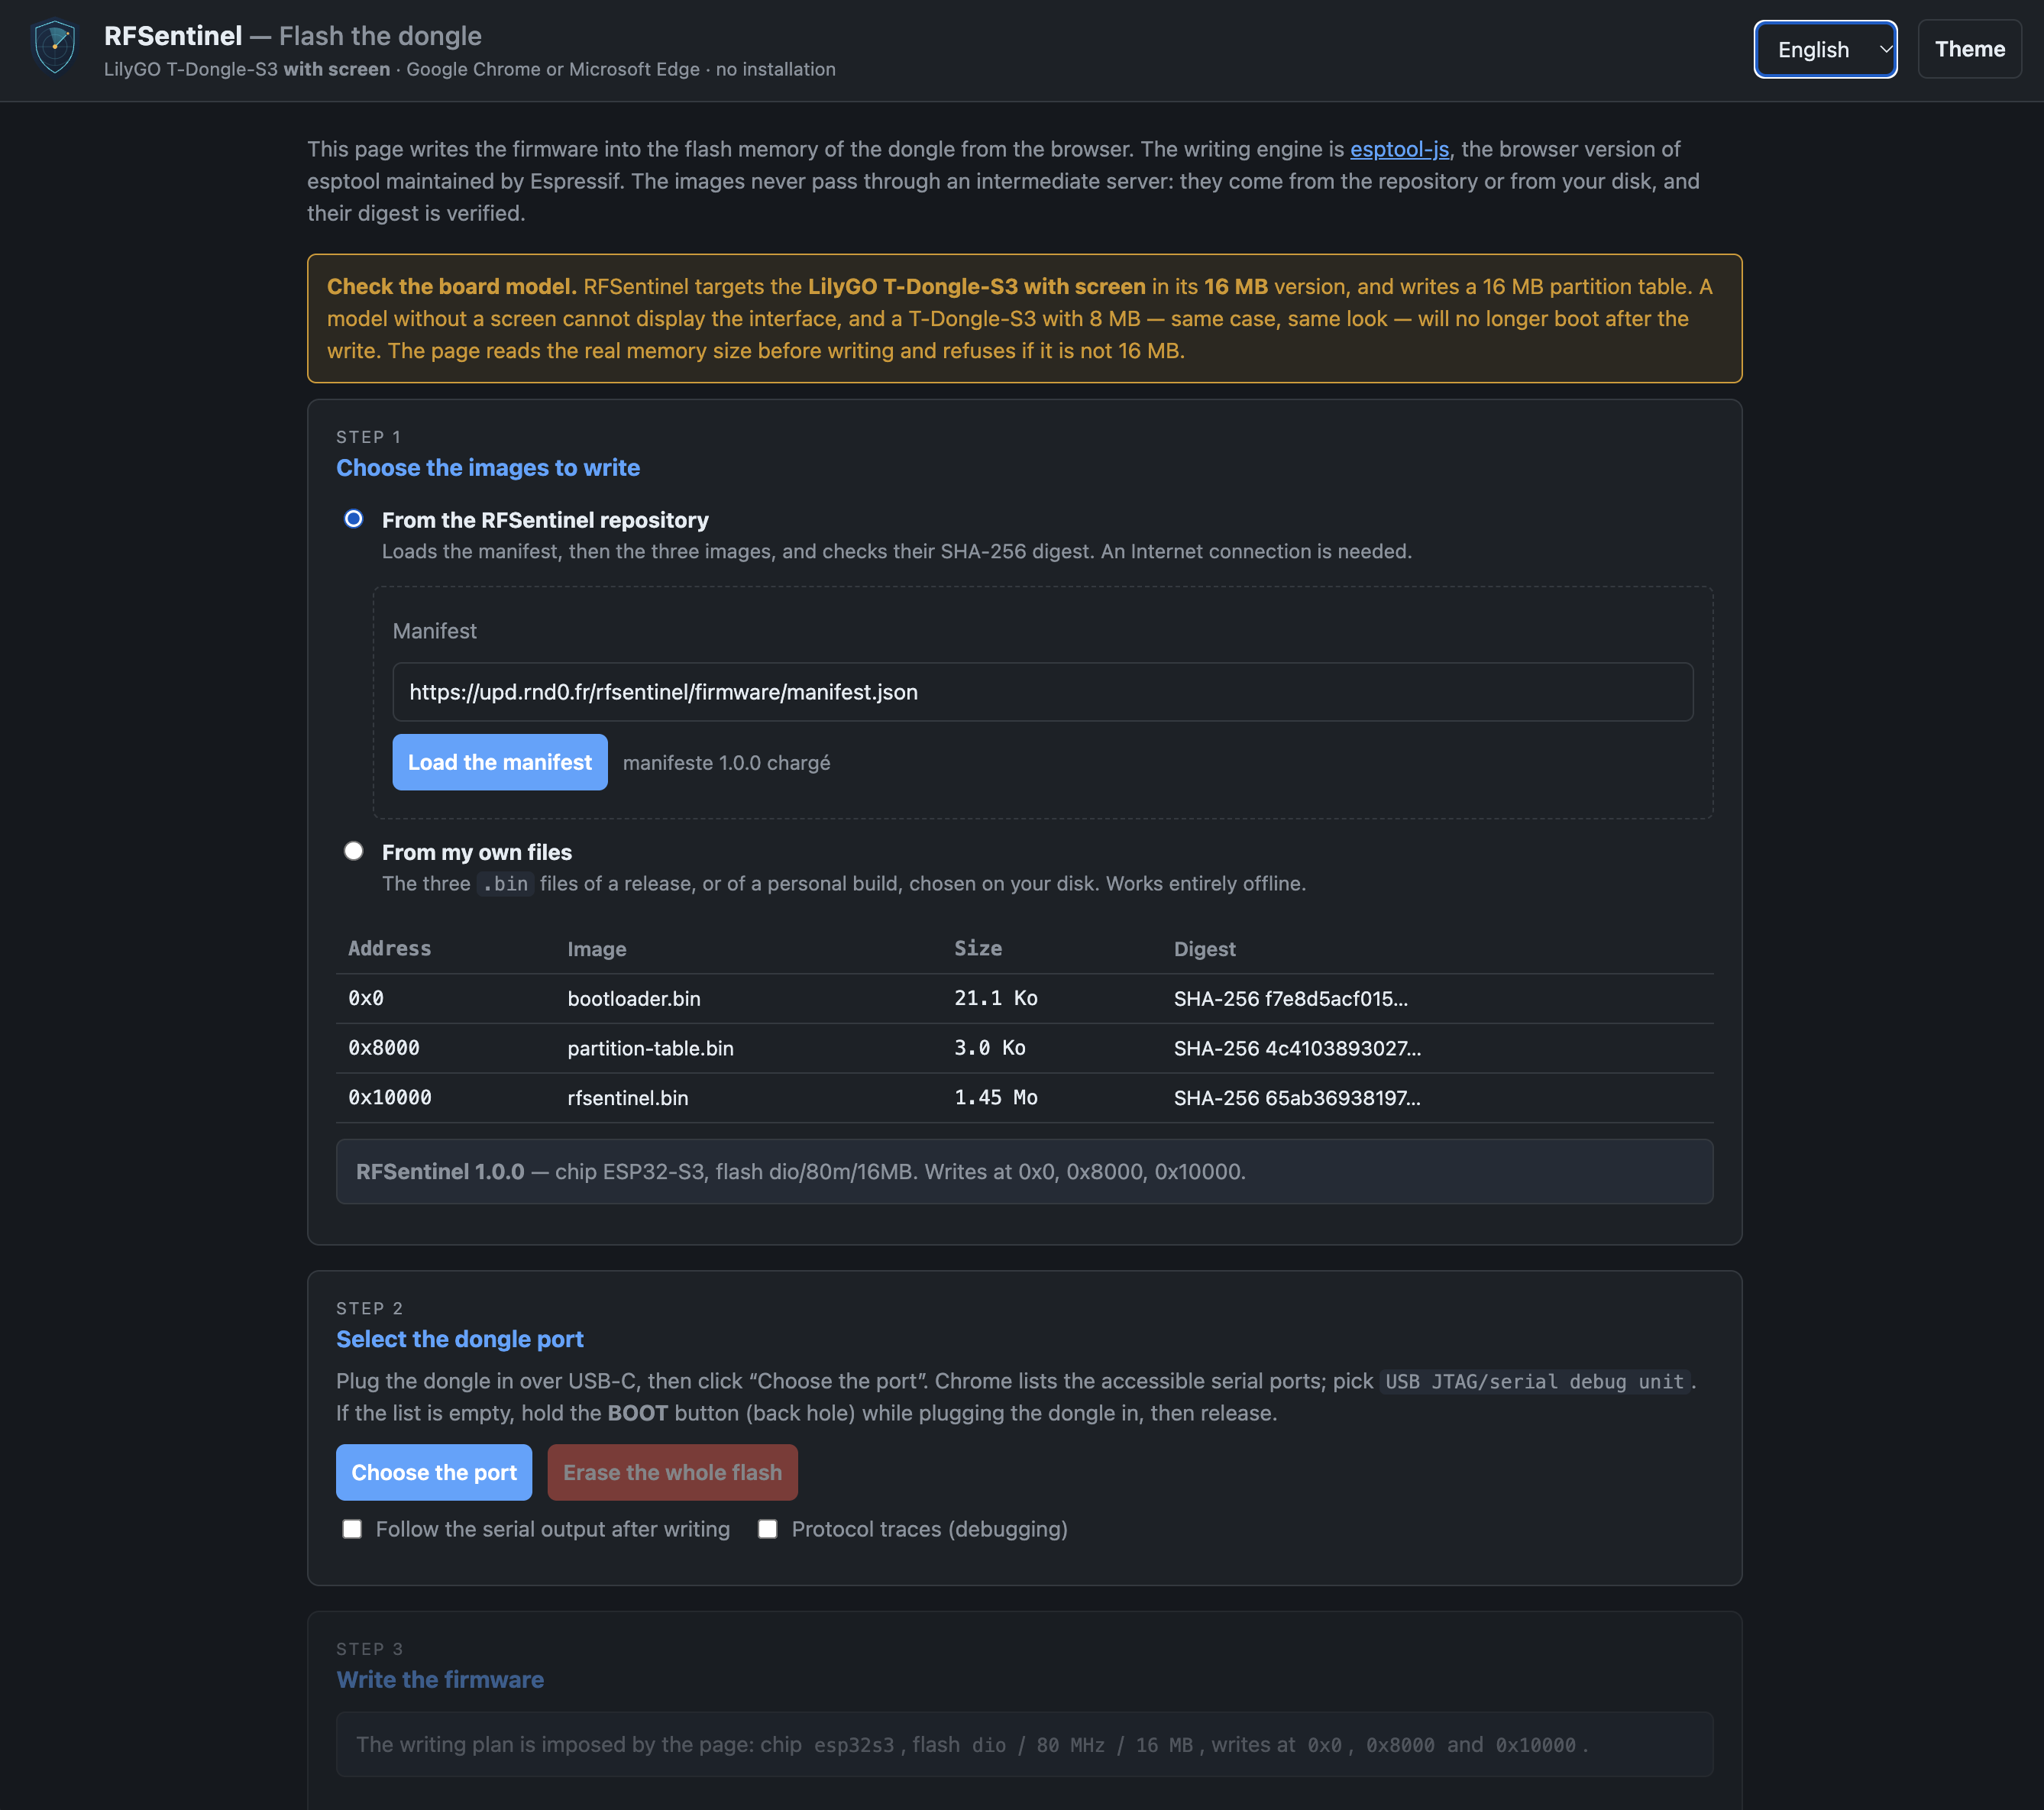 RFSentinel — Flash the dongle
LilyGO T-Dongle-S3 with screen · Google Chrome or Microsoft Edge · no installation
English
Theme
This page writes the firmware into the flash memory of the dongle from the browser. The writing engine is esptool-js, the browser version of
esptool maintained by Espressif. The images never pass through an intermediate server: they come from the repository or from your disk, and
their digest is verified.
Check the board model. RFSentinel targets the LilyGO T-Dongle-S3 with screen in its 16 MB version, and writes a 16 MB partition table. A
model without a screen cannot display the interface, and a T-Dongle-S3 with 8 MB — same case, same look — will no longer boot after the
write. The page reads the real memory size before writing and refuses if it is not 16 MB.
STEP 1
Choose the images to write
From the RFSentinel repository
Loads the manifest, then the three images, and checks their SHA-256 digest. An Internet connection is needed.
Manifest
https://upd.rnd0.fr/rfsentinel/firmware/manifest.json
Load the manifest manifeste 1.0.0 chargé
From my own files
The three .bin files of a release, or of a personal build, chosen on your disk. Works entirely offline.
Address Image Size Digest
0x0 bootloader.bin 21.1 Ko SHA-256 f7e8d5acf015...
0x8000 partition-table.bin 3.0 Ko SHA-256 4c4103893027...
0x10000 rfsentinel.bin 1.45 Mo SHA-256 65ab36938197...
RFSentinel 1.0.0 — chip ESP32-S3, flash dio/80m/16MB. Writes at 0x0, 0x8000, 0x10000.
STEP 2
Select the dongle port
Plug the dongle in over USB-C, then click “Choose the port”. Chrome lists the accessible serial ports; pick USB JTAG/serial debug unit.
If the list is empty, hold the BOOT button (back hole) while plugging the dongle in, then release.
Choose the port Erase the whole flash
Follow the serial output after writing Protocol traces (debugging)
STEP 3
Write the firmware
The writing plan is imposed by the page: chip esp32s3, flash dio / 80 MHz / 16 MB, writes at 0x0, 0x8000 and 0x10000.